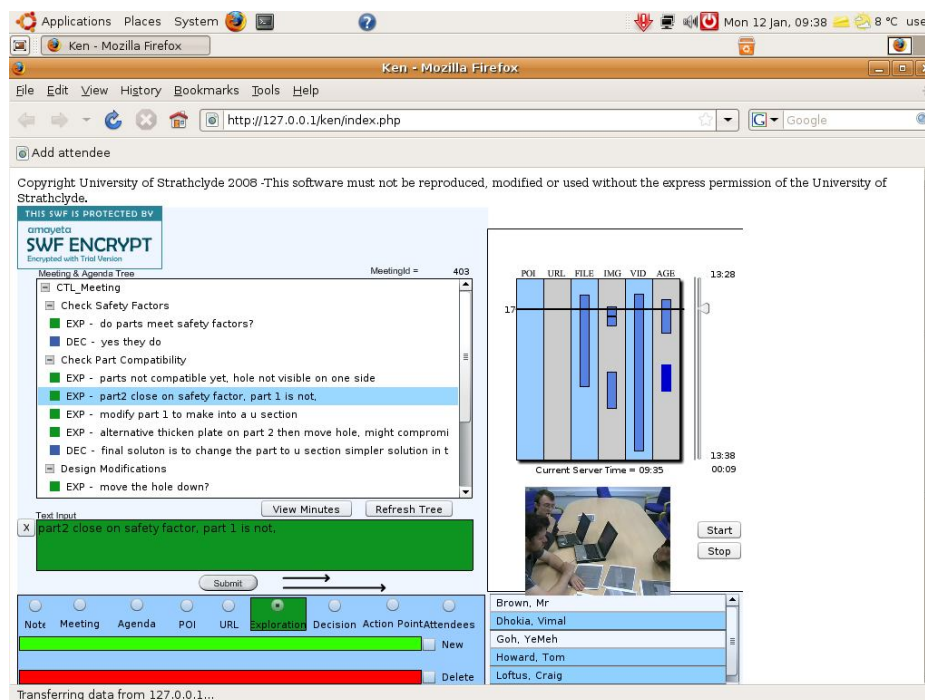 Applications Places System Mon 12 Jan, 09:38 8 °C use
Ken - Mozilla Firefox
Ken - Mozilla Firefox
File Edit View History Bookmarks Tools Help
http://127.0.0.1/ken/index.php Google
Add attendee
Copyright University of Strathclyde 2008 -This software must not be reproduced, modified or used without the express permission of the University of
Strathclyde.
THIS SWF IS PROTECTED BY
amayeta
SWF ENCRYPT
Encrypted with Trial Version
Meeting & Agenda Tree MeetingId = 403
CTL_Meeting
Check Safety Factors
EXP - do parts meet safety factors?
DEC - yes they do
Check Part Compatibility
EXP - parts not compatible yet, hole not visible on one side
EXP - part2 close on safety factor, part 1 is not,
EXP - modify part 1 to make into a u section
EXP - alternative thicken plate on part 2 then move hole, might compromi
DEC - final soluton is to change the part to u section simpler solution in t
Design Modifications
EXP - move the hole down?
View Minutes Refresh Tree
Text Input
X part2 close on safety factor, part 1 is not,
Submit
Note Meeting Agenda POI URL Exploration Decision Action Point Attendees
New
Delete
POI URL FILE IMG VID AGE 13:28
17
13:38
Current Server Time = 09:35 00:09
Start
Stop
Brown, Mr
Dhokia, Vimal
Goh, YeMeh
Howard, Tom
Loftus, Craig
Transferring data from 127.0.0.1...